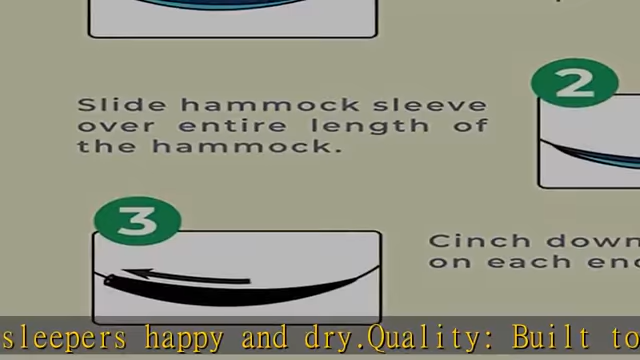 2
Slide hammock sleeve
over entire length of
the hammock.
3
Cinch down
on each
sleepers happy and dry.Quality: Built to